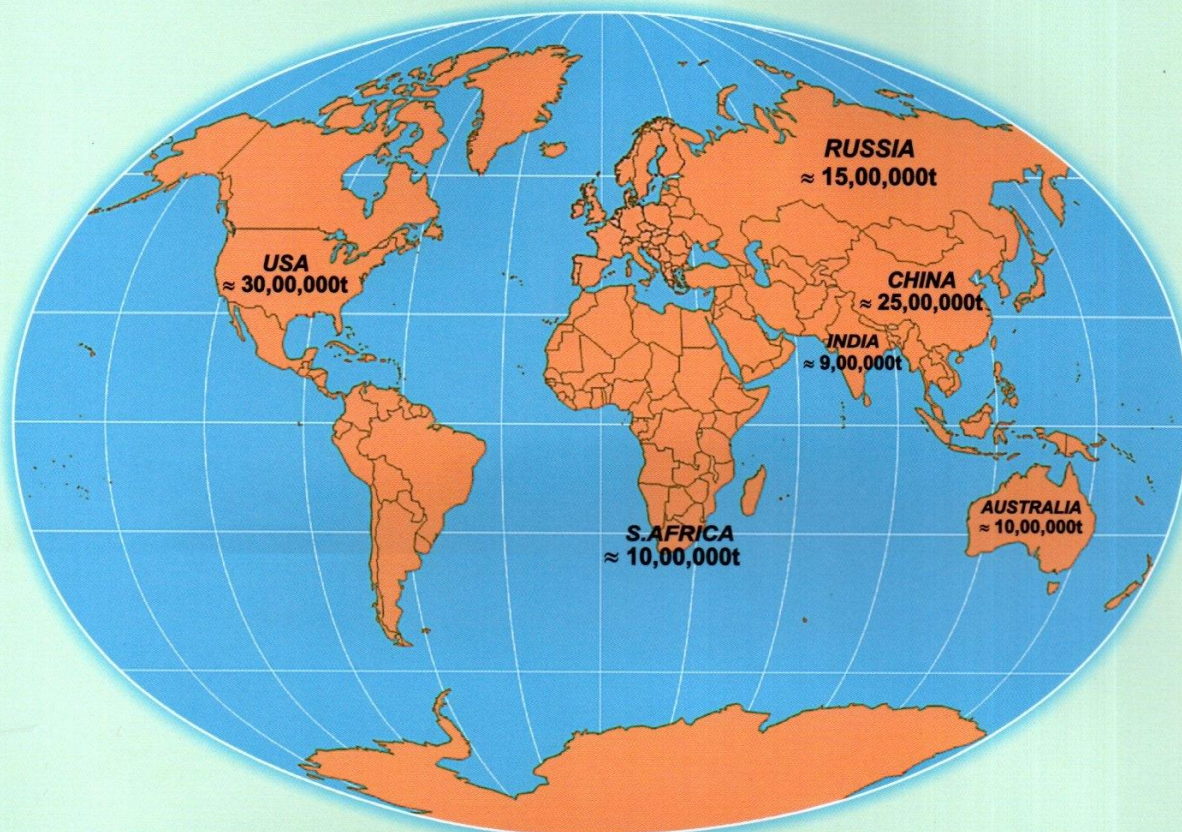 RUSSIA
≈ 15,00,000t
USA
≈ 30,00,000t
CHINA
≈ 25,00,000t
INDIA
≈ 9,00,000t
AUSTRALIA
≈ 10,00,000t
S.AFRICA
≈ 10,00,000t